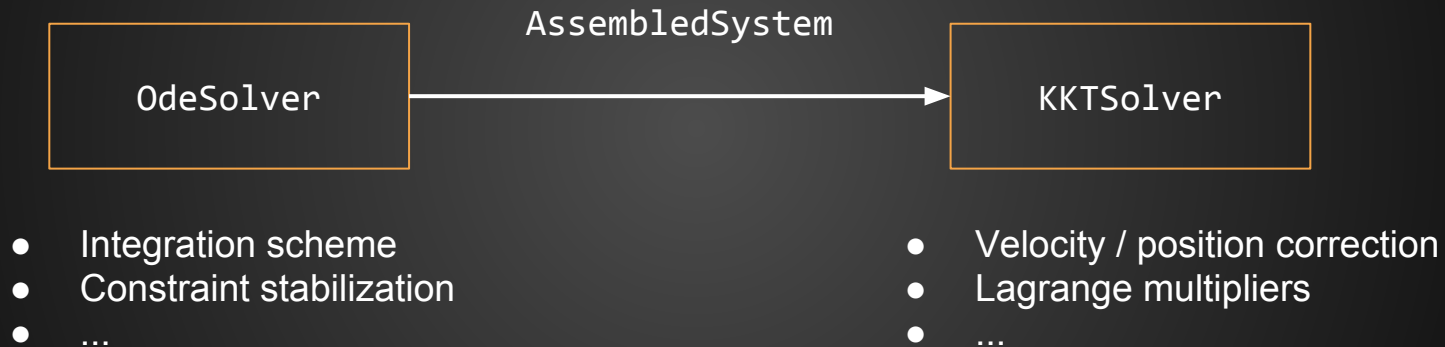 AssembledSystem
OdeSolver
KKTSolver
● Integration scheme
● Constraint stabilization
● ...
● Velocity / position correction
● Lagrange multipliers
● ...